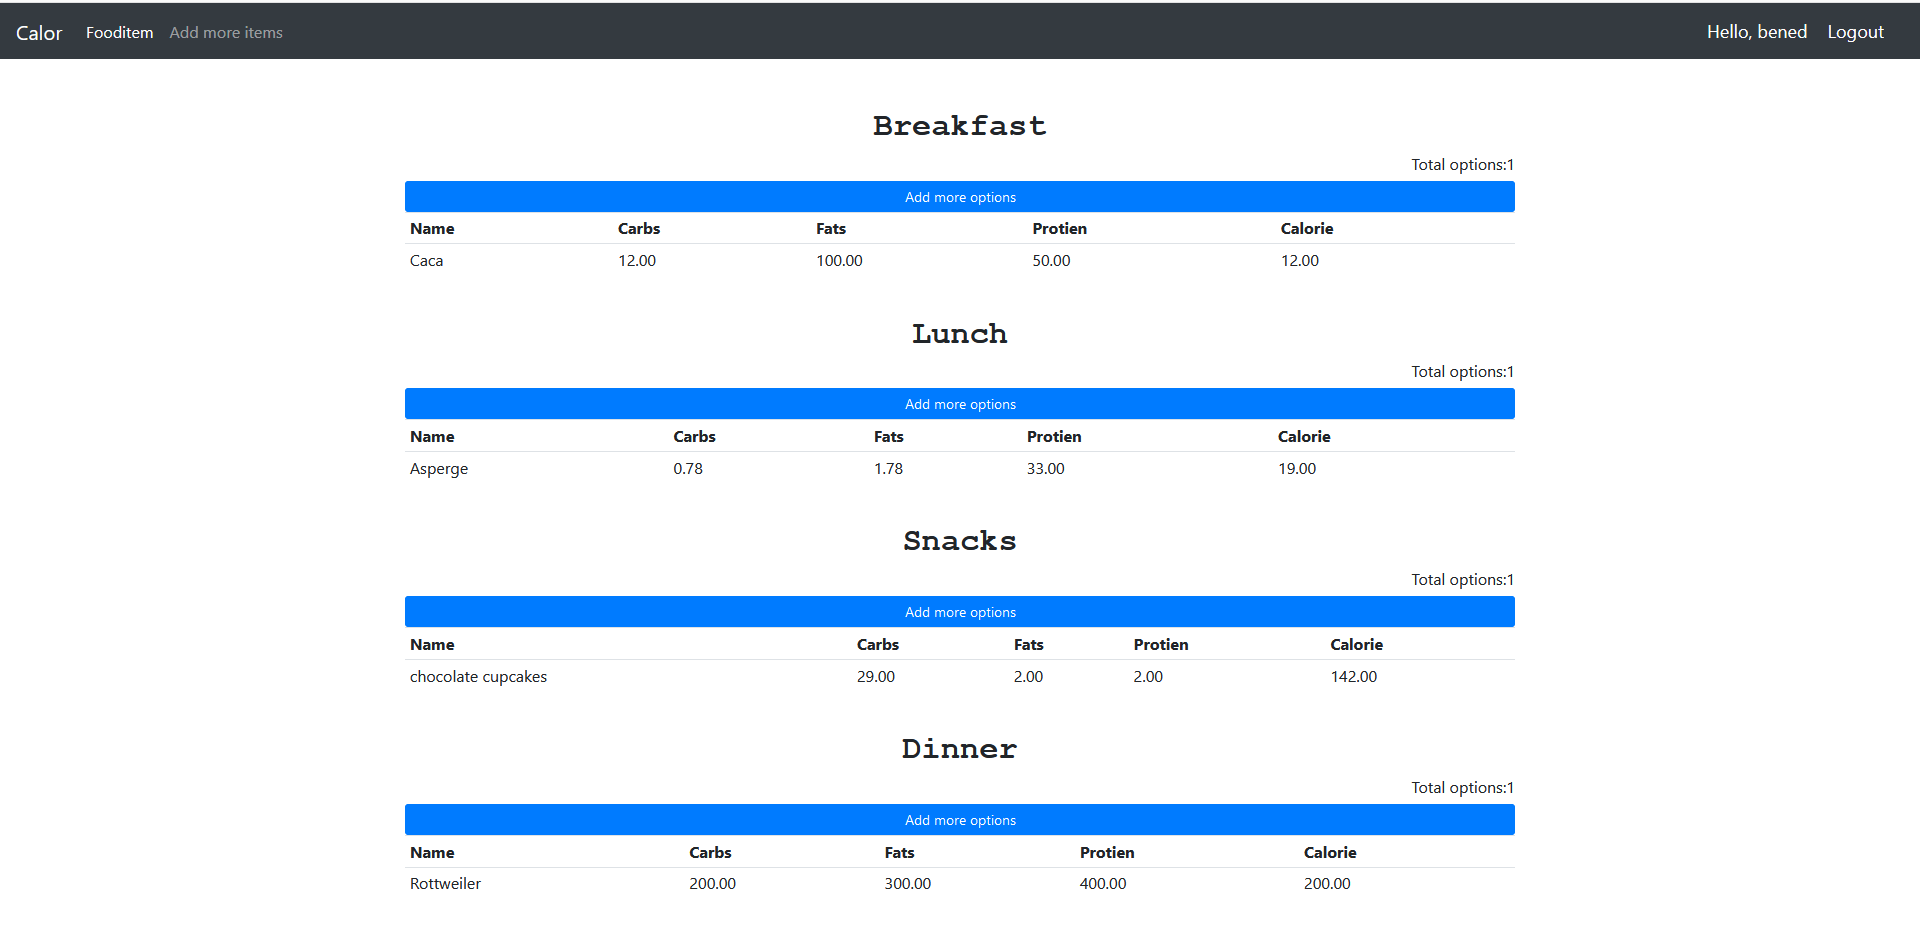 Calor Fooditem Add more items Hello, bened Logout
Breakfast
Total options:1
Add more options
Name Carbs Fats Protien Calorie
Caca 12.00 100.00 50.00 12.00
Lunch
Total options:1
Add more options
Name Carbs Fats Protien Calorie
Asperge 0.78 1.78 33.00 19.00
Snacks
Total options:1
Add more options
Name Carbs Fats Protien Calorie
chocolate cupcakes 29.00 2.00 2.00 142.00
Dinner
Total options:1
Add more options
Name Carbs Fats Protien Calorie
Rottweiler 200.00 300.00 400.00 200.00